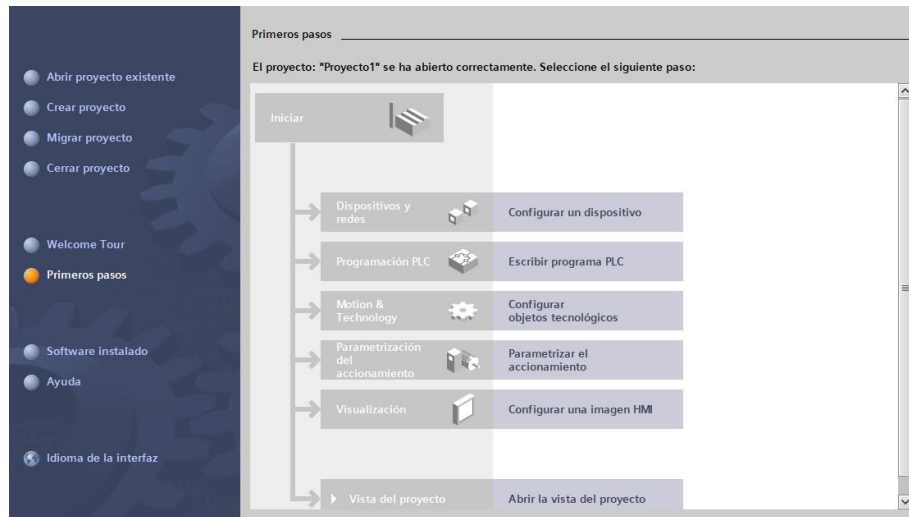 Abrir proyecto existente
Crear proyecto
Migrar proyecto
Cerrar proyecto
Welcome Tour
Primeros pasos
Software instalado
Ayuda
Idioma de la interfaz
Primeros pasos
El proyecto: "Proyecto1" se ha abierto correctamente. Seleccione el siguiente paso:
Iniciar
Dispositivos y
redes
Configurar un dispositivo
Programación PLC
Escribir programa PLC
Motion &
Technology
Configurar
objetos tecnológicos
Parametrización
del
accionamiento
Parametrizar el
accionamiento
Visualización
Configurar una imagen HMI
Vista del proyecto
Abrir la vista del proyecto